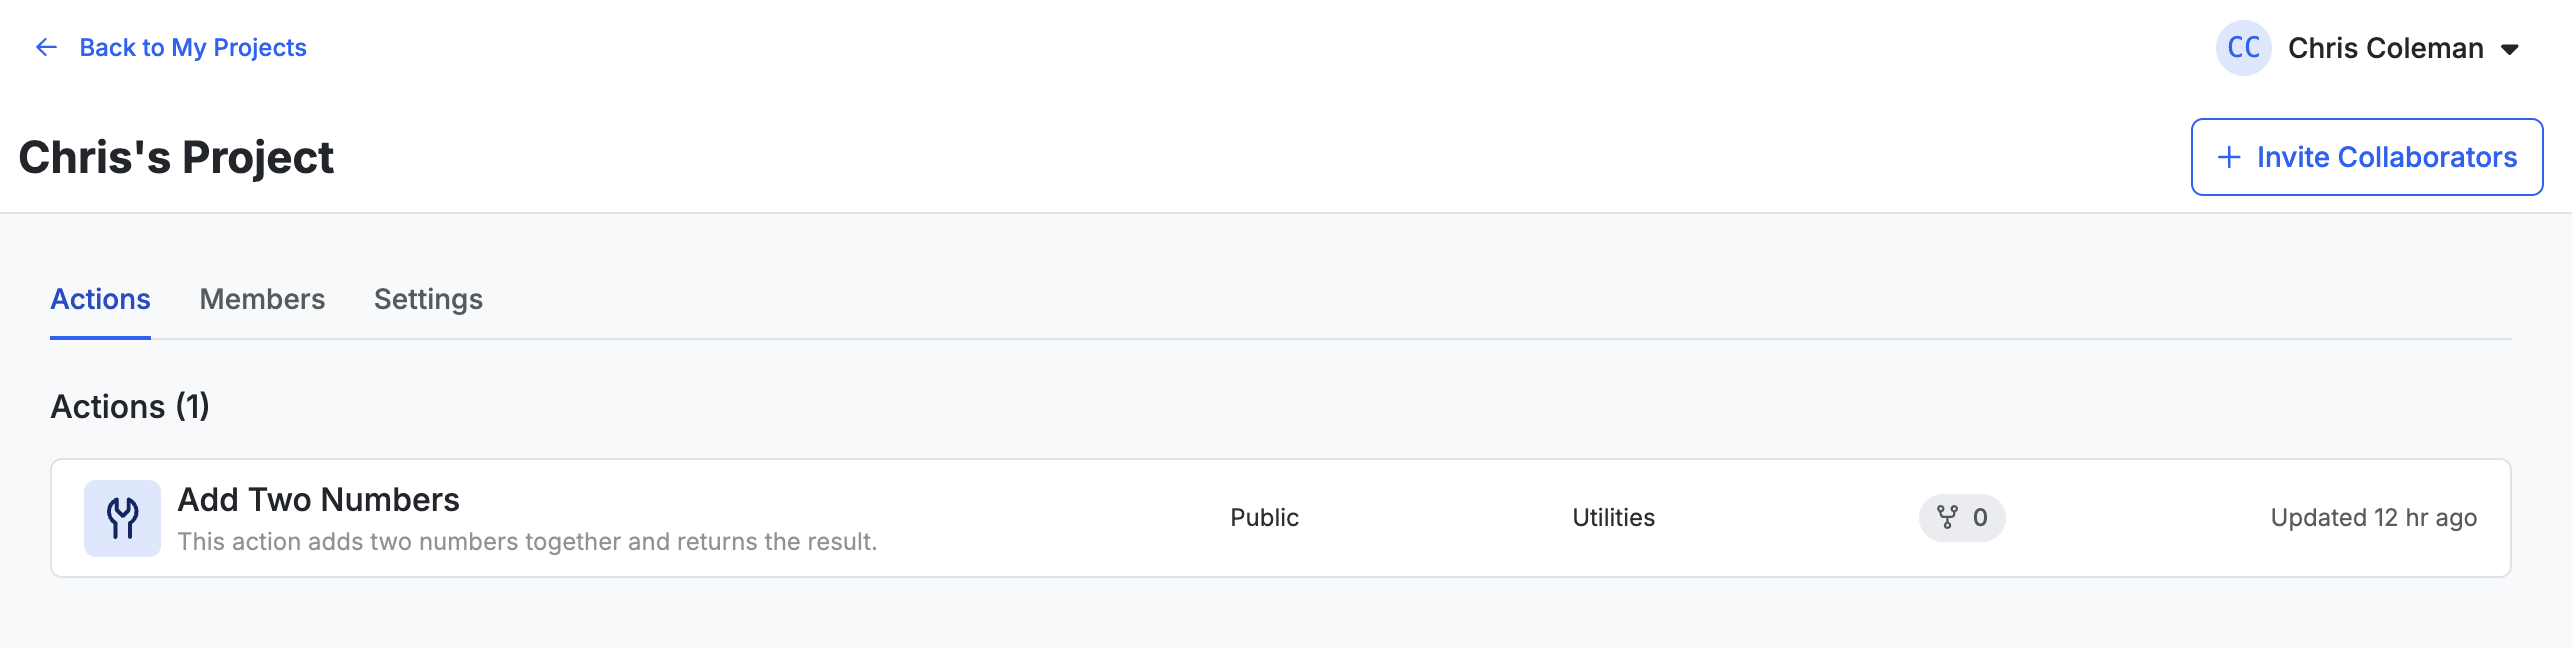 Back to My Projects
CC Chris Coleman
Chris's Project
Invite Collaborators
Actions Members Settings
Actions (1)
Add Two Numbers
This action adds two numbers together and returns the result.
Public
Utilities
0
Updated 12 hr ago